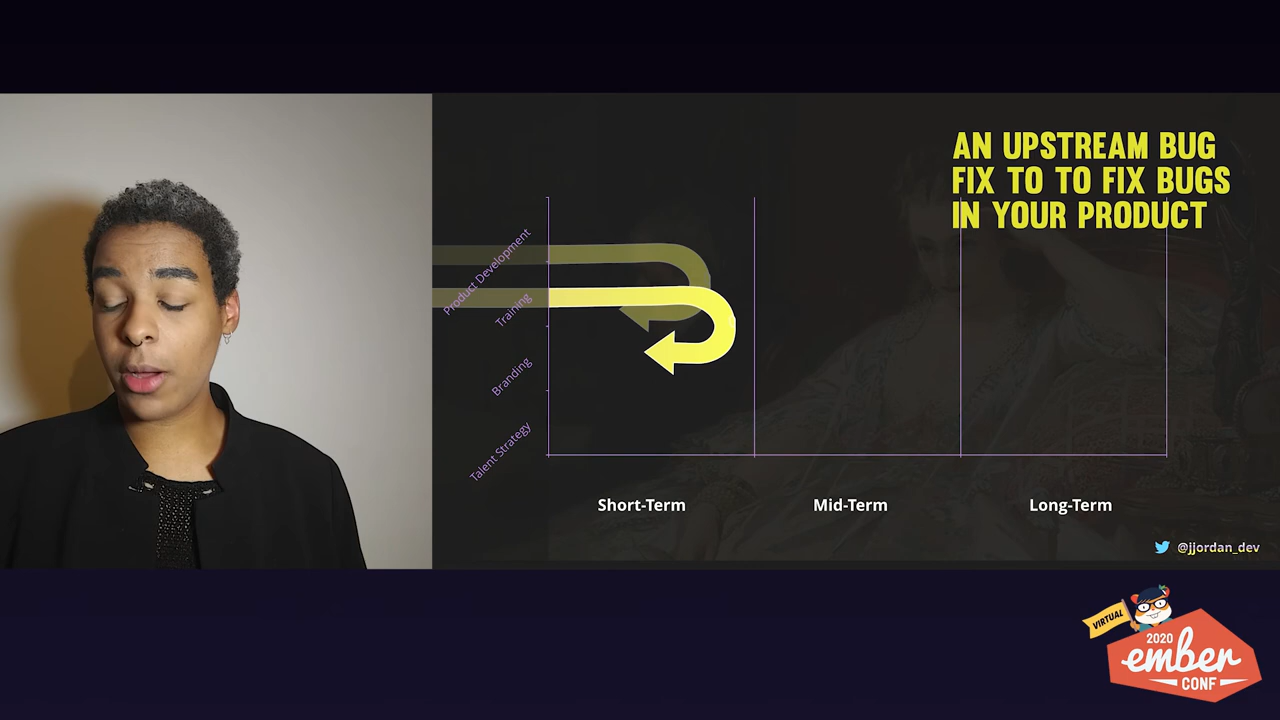 AN UPSTREAM BUG
FIX TO TO FIX BUGS
IN YOUR PRODUCT
Product Development
Training
Branding
Talent Strategy
Short-Term
Mid-Term
Long-Term
@jjordan_dev
VIRTUAL
2020
ember
CONF